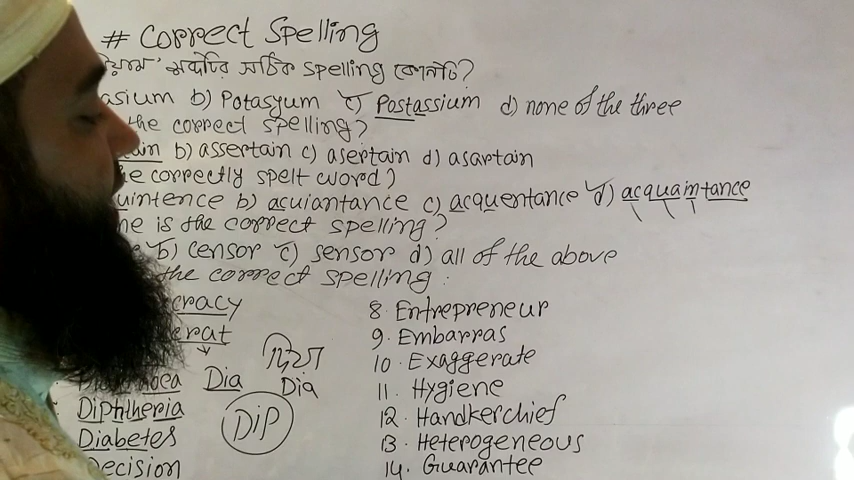 # Correct Spelling
শব্দটির সঠিক spelling কোনটি?
asium b) Potasyum c) Postassium d) none of the three
the correct spelling?
ain b) assertain c) asertain d) asartain
e correctly spelt word?
uintence b) acuiantance c) acquentance d) acquaintance
ne is the correct spelling?
e b) censor c) sensor d) all of the above
the correct spelling:
cracy
erat
Dia
দিয়া
Dia
Diphtheria
DiP
Diabetes
Decision
8. Entrepreneur
9. Embarras
10. Exaggerate
11. Hygiene
12. Handkerchief
13. Heterogeneous
14. Guarantee